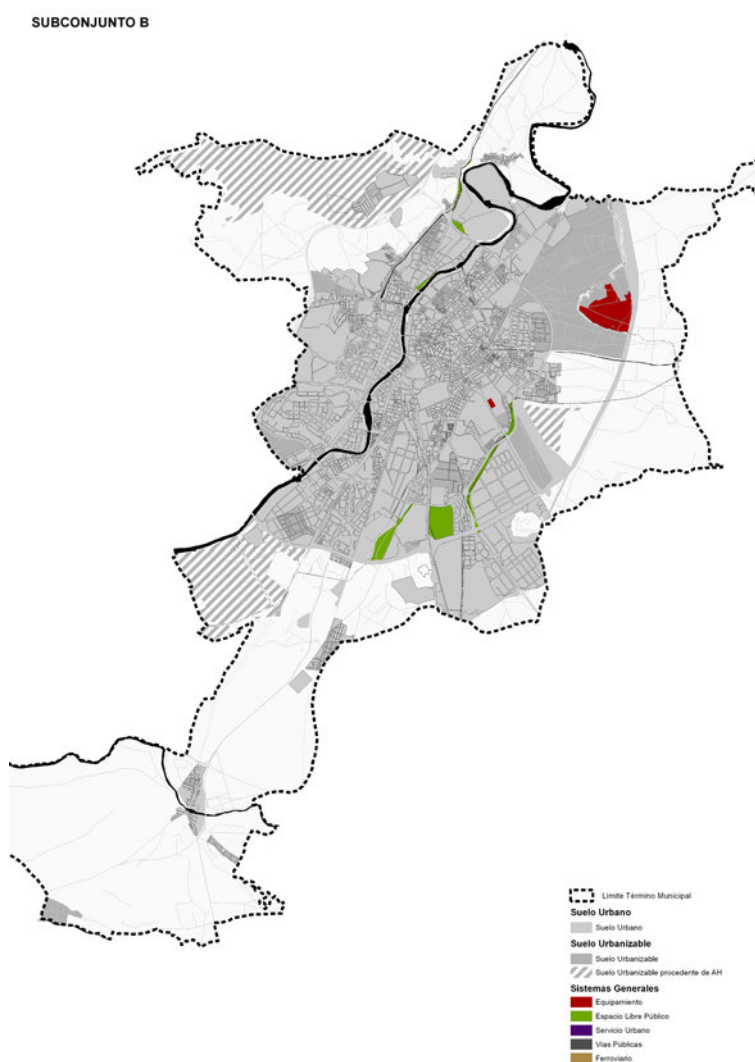 SUBCONJUNTO B
Límite Término Municipal
Suelo Urbano
Suelo Urbano
Suelo Urbanizable
Suelo Urbanizable
Suelo Urbanizable procedente de AH
Sistemas Generales
Equipamiento
Espacio Libre Público
Servicio Urbano
Vías Públicas
Ferroviario